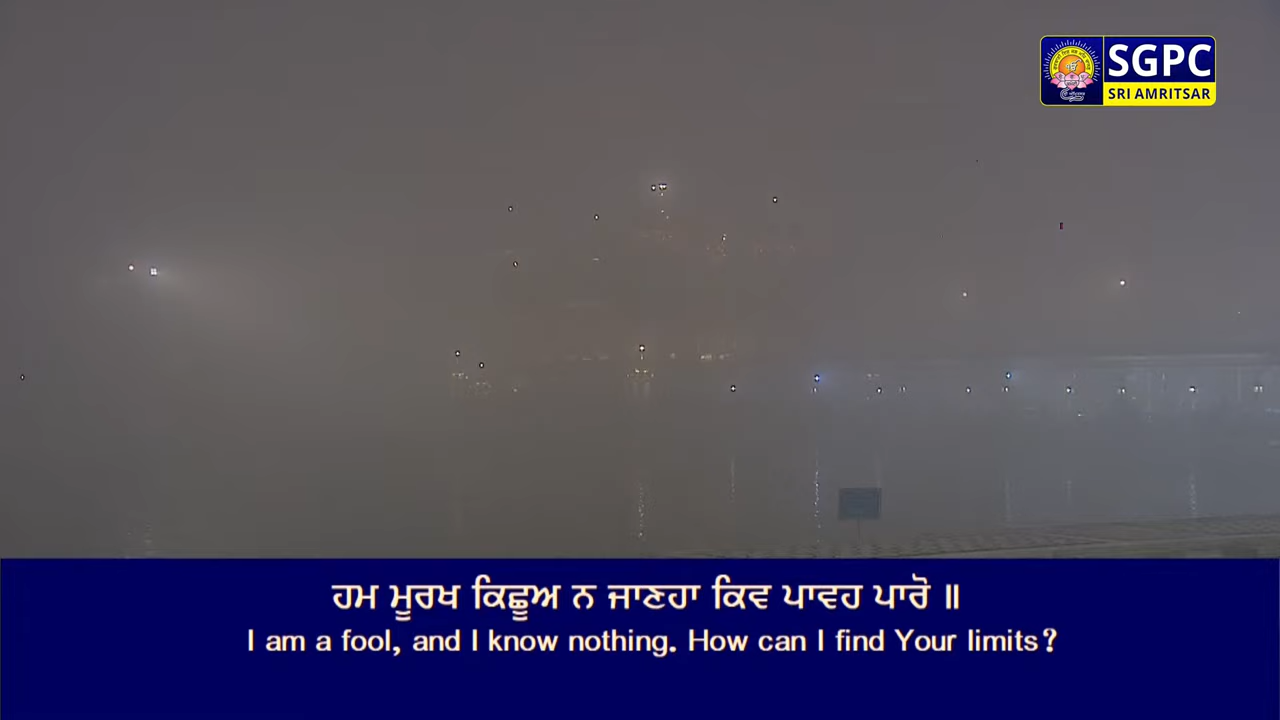 SGPC
SRI AMRITSAR
ਹਮ ਮੂਰਖ ਕਿਛੂਅ ਨ ਜਾਣਹਾ ਕਿਵ ਪਾਵਹ ਪਾਰੋ ॥
I am a fool, and I know nothing. How can I find Your limits?